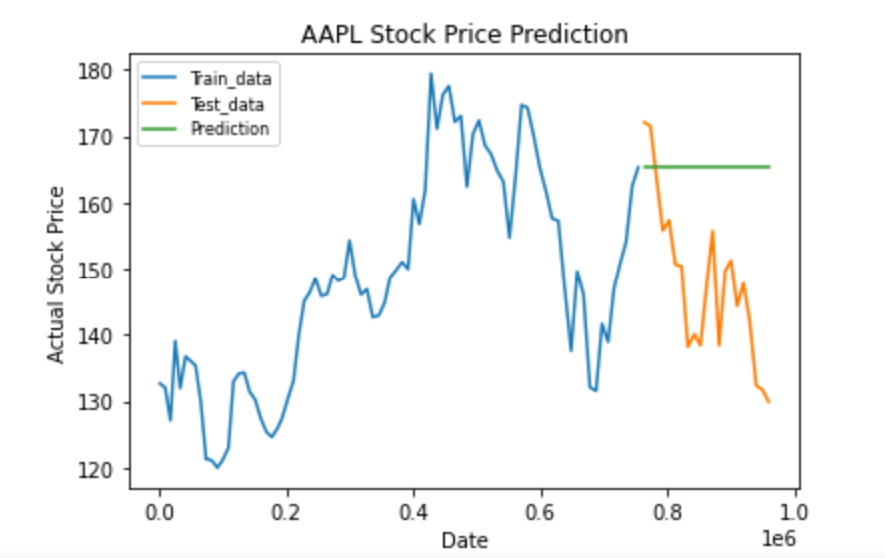 AAPL Stock Price Prediction
Train_data
Test_data
Prediction
Actual Stock Price
180
170
160
150
140
130
120
0.0 0.2 0.4 0.6 0.8 1.0
1e6
Date